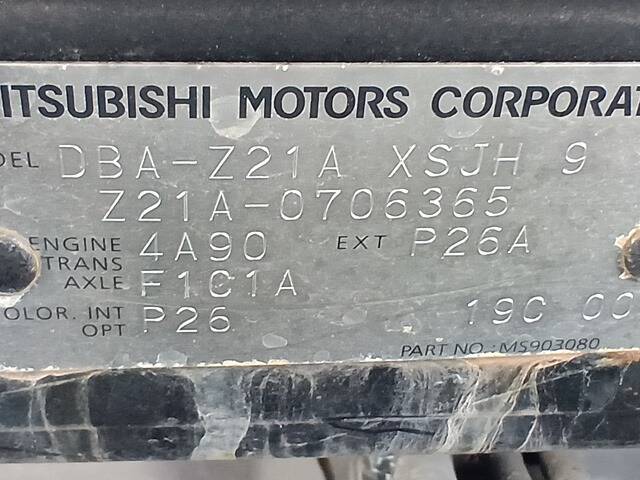 MITSUBISHI MOTORS CORPORAT
DEL DBA-Z21A XSJH 9
Z21A-0706365
ENGINE 4A90 EXT P26A
TRANS
AXLE F1C1A
OLOR. INT P26 19C 00
OPT
PART NO.:MS903080